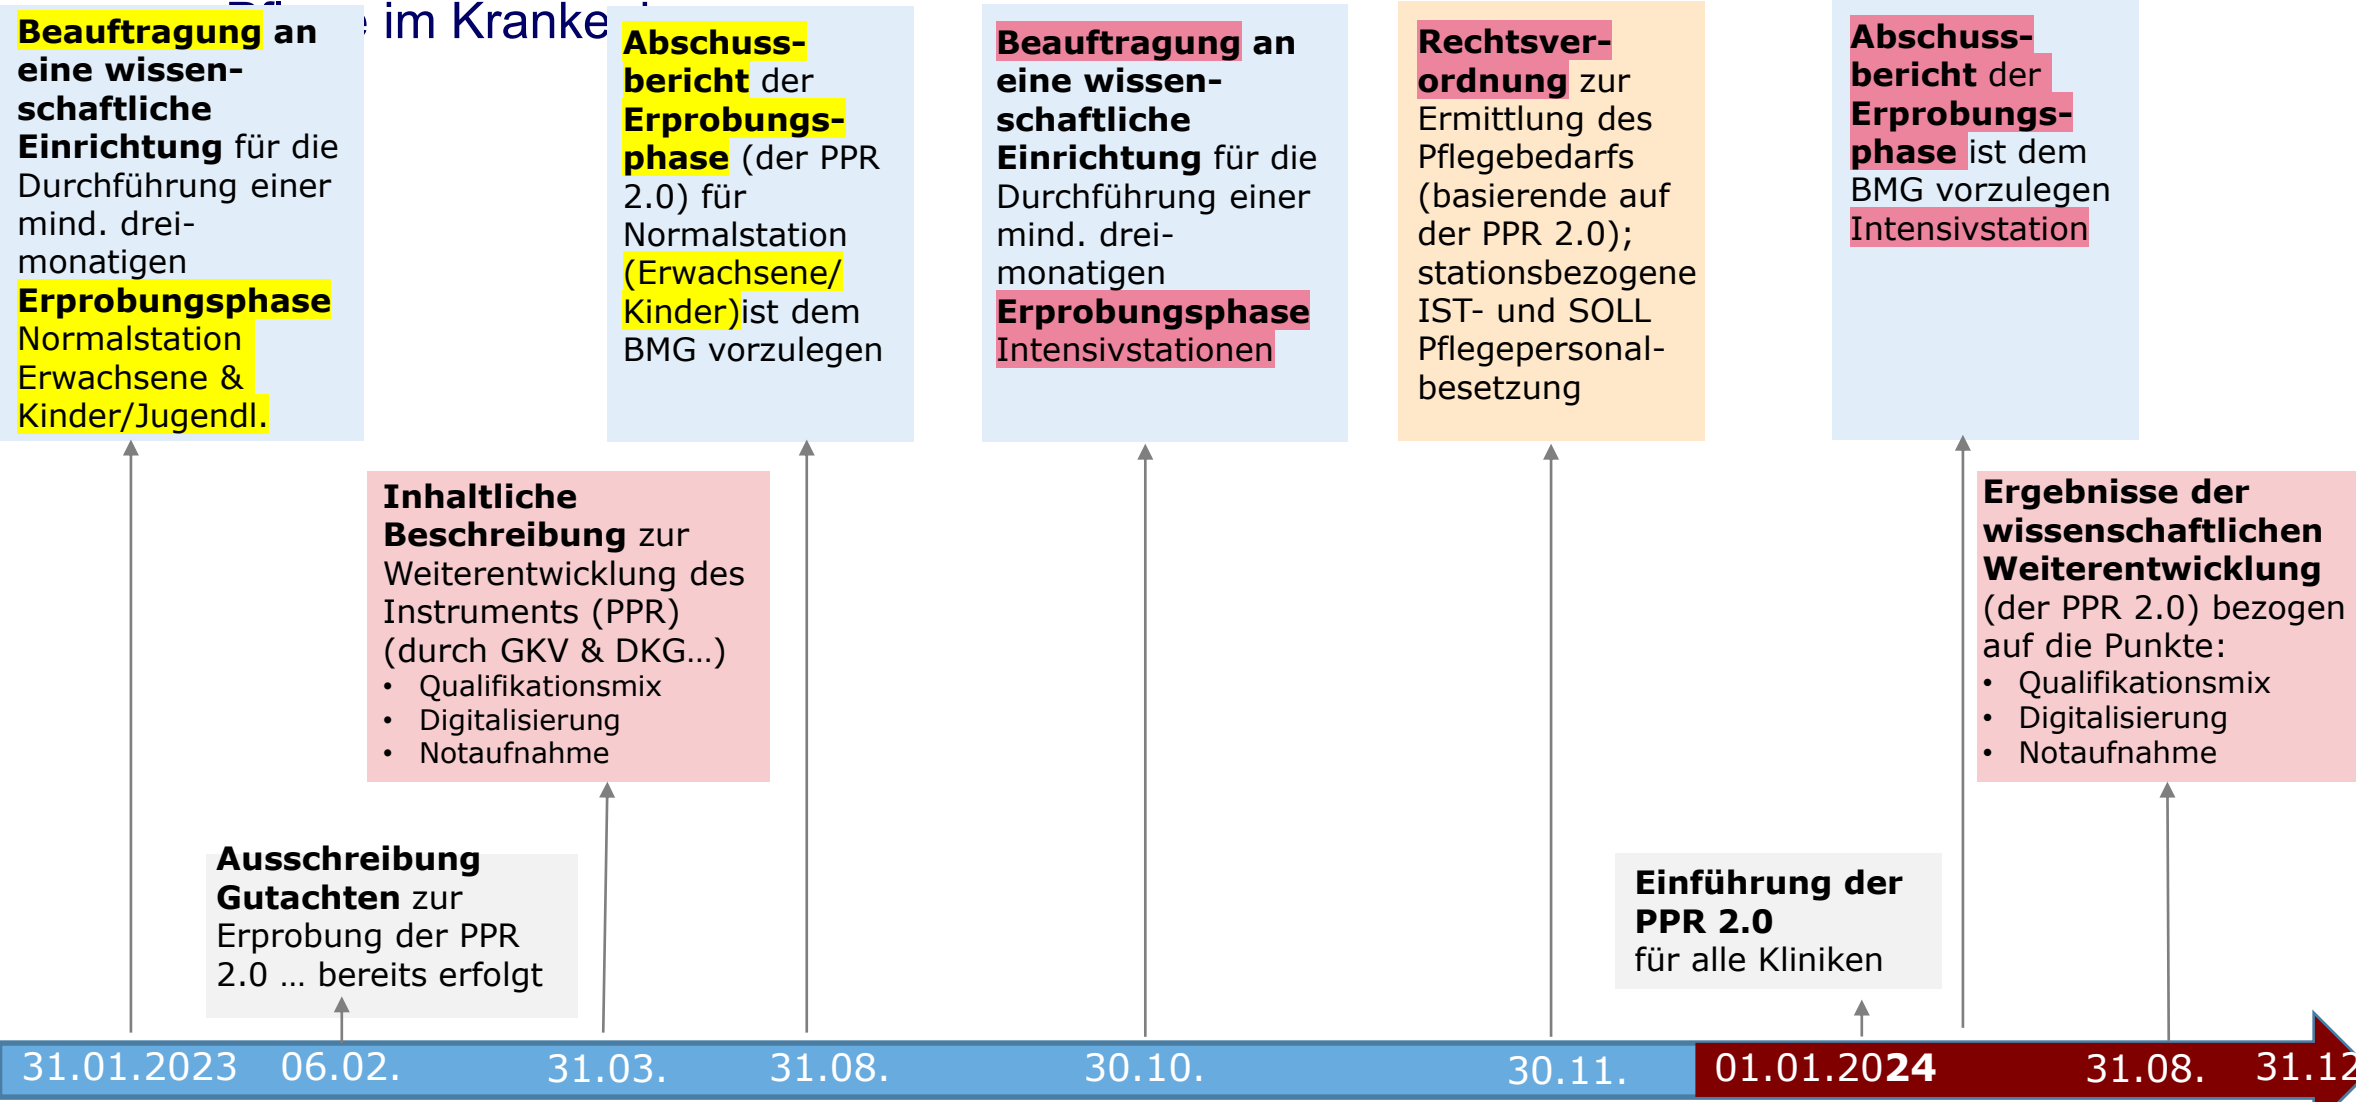 im
Beauftragung an
eine wissen-
schaftliche
Einrichtung für die
Durchführung einer
mind. drei-
monatigen
Erprobungsphase
Normalstation
Erwachsene &
Kinder/Jugendl.
Abschuss-
bericht der
Erprobungs-
phase (der PPR
2.0) für
Normalstation
(Erwachsene/
Kinder)ist dem
BMG vorzulegen
Beauftragung an
eine wissen-
schaftliche
Einrichtung für die
Durchführung einer
mind. drei-
monatigen
Erprobungsphase
Intensivstationen
Rechtsver-
ordnung zur
Ermittlung des
Pflegebedarfs
(basierende auf
der PPR 2.0);
stationsbezogene
IST- und SOLL
Pflegepersonal-
besetzung
Abschuss-
bericht der
Erprobungs-
phase ist dem
BMG vorzulegen
Intensivstation
Inhaltliche
Beschreibung zur
Weiterentwicklung des
Instruments (PPR)
(durch GKV & DKG…)
• Qualifikationsmix
• Digitalisierung
• Notaufnahme
Ergebnisse der
wissenschaftlichen
Weiterentwicklung
(der PPR 2.0) bezogen
auf die Punkte:
• Qualifikationsmix
• Digitalisierung
• Notaufnahme
Ausschreibung
Gutachten zur
Erprobung der PPR
2.0 … bereits erfolgt
Einführung der
PPR 2.0
für alle Kliniken
31.01.2023 06.02. 31.03. 31.08. 30.10. 30.11. 01.01.2024 31.08. 31.12